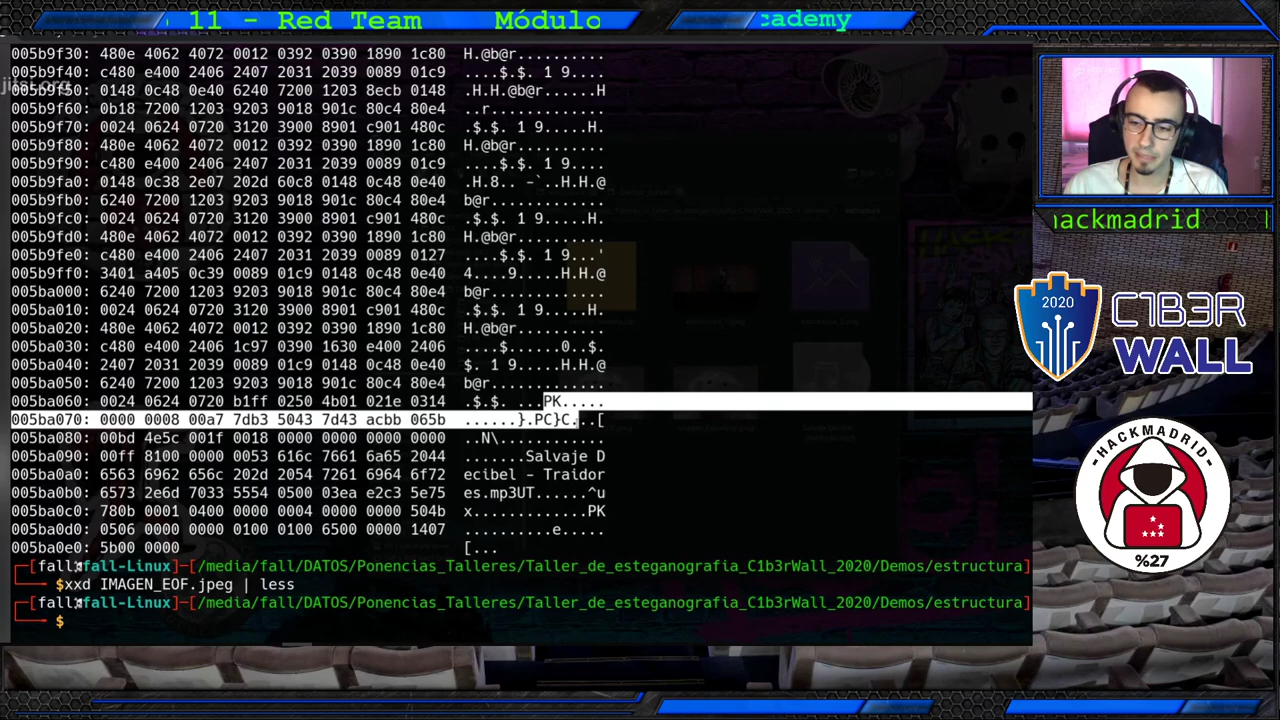 11 - Red Team Módulo
cademy
jitsi.org
005b9f30: 480e 4062 4072 0012 0392 0390 1890 1c80 H.@b@r..........
005b9f40: c480 e400 2406 2407 2031 2039 0089 01c9 ....$.$. 1 9....
005b9f50: 0148 0c48 0e40 6240 7200 1203 8ecb 0148 .H.H.@b@r......H
005b9f60: 0b18 7200 1203 9203 9018 901c 80c4 80e4 ..r.............
005b9f70: 0024 0624 0720 3120 3900 8901 c901 480c .$.$. 1 9.....H.
005b9f80: 480e 4062 4072 0012 0392 0390 1890 1c80 H.@b@r..........
005b9f90: c480 e400 2406 2407 2031 2039 0089 01c9 ....$.$. 1 9....
005b9fa0: 0148 0c38 2e07 202d 60c8 0148 0c48 0e40 .H.8.. -`..H.H.@
005b9fb0: 6240 7200 1203 9203 9018 901c 80c4 80e4 b@r.............
005b9fc0: 0024 0624 0720 3120 3900 8901 c901 480c .$.$. 1 9.....H.
005b9fd0: 480e 4062 4072 0012 0392 0390 1890 1c80 H.@b@r..........
005b9fe0: c480 e400 2406 2407 2031 2039 0089 0127 ....$.$. 1 9...'
005b9ff0: 3401 a405 0c39 0089 01c9 0148 0c48 0e40 4....9.....H.H.@
005ba000: 6240 7200 1203 9203 9018 901c 80c4 80e4 b@r.............
005ba010: 0024 0624 0720 3120 3900 8901 c901 480c .$.$. 1 9.....H.
005ba020: 480e 4062 4072 0012 0392 0390 1890 1c80 H.@b@r..........
005ba030: c480 e400 2406 1c97 0390 1630 e400 2406 ....$......0..$.
005ba040: 2407 2031 2039 0089 01c9 0148 0c48 0e40 $. 1 9.....H.H.@
005ba050: 6240 7200 1203 9203 9018 901c 80c4 80e4 b@r.............
005ba060: 0024 0624 0720 b1ff 0250 4b01 021e 0314 .$.$. ...PK.....
005ba070: 0000 0008 00a7 7db3 5043 7d43 acbb 065b ......}.PC}C...[
005ba080: 00bd 4e5c 001f 0018 0000 0000 0000 0000 ..N\............
005ba090: 00ff 8100 0000 0053 616c 7661 6a65 2044 .......Salvaje D
005ba0a0: 6563 6962 656c 202d 2054 7261 6964 6f72 ecibel - Traidor
005ba0b0: 6573 2e6d 7033 5554 0500 03ea e2c3 5e75 es.mp3UT......^u
005ba0c0: 780b 0001 0400 0000 0004 0000 0000 504b x.............PK
005ba0d0: 0506 0000 0000 0100 0100 6500 0000 1407 ..........e.....
005ba0e0: 5b00 0000 [...
[fall@fall-Linux]─[/media/fall/DATOS/Ponencias_Talleres/Taller_de_esteganografia_C1b3rWall_2020/Demos/estructura]
$xxd IMAGEN_EOF.jpeg | less
[fall@fall-Linux]─[/media/fall/DATOS/Ponencias_Talleres/Taller_de_esteganografia_C1b3rWall_2020/Demos/estructura]
$
hackmadrid
2020
C1B3R
WALL
HACKMADRID
%27